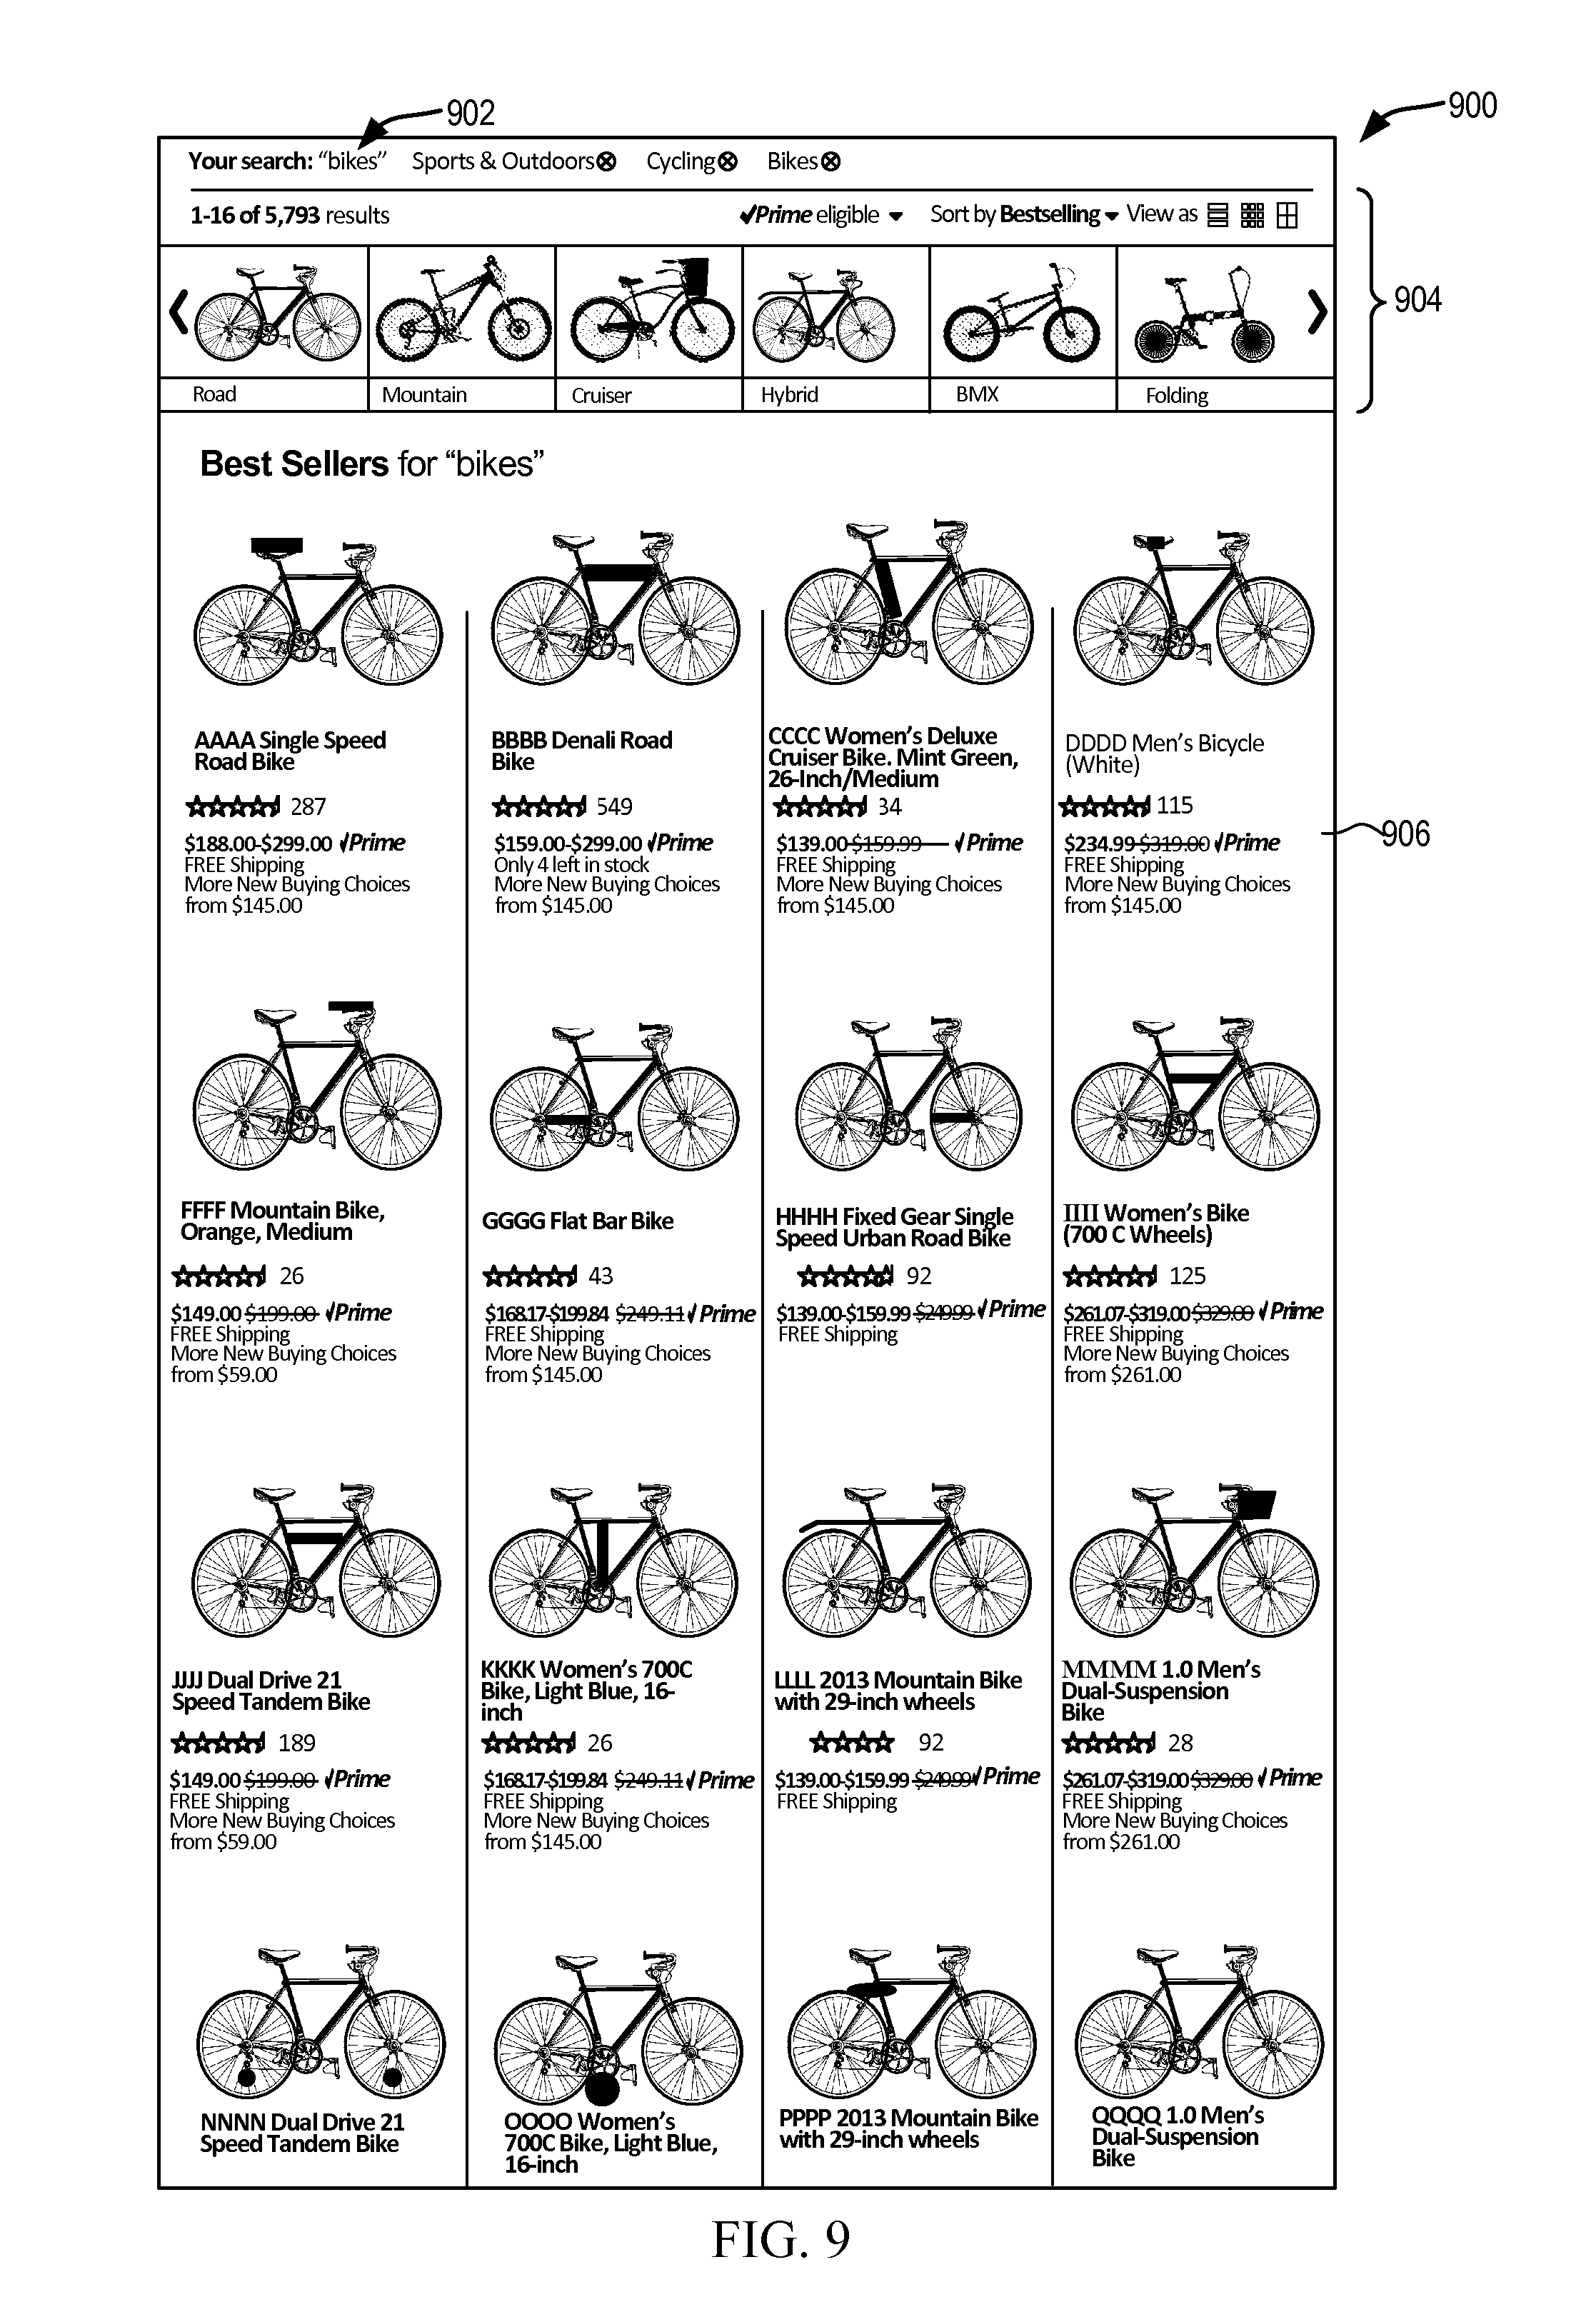 902
900
Your search: “bikes” Sports & Outdoors Cycling Bikes
1-16 of 5,793 results Prime eligible Sort by Bestselling View as
904
Road Mountain Cruiser Hybrid BMX Folding
Best Sellers for “bikes”
AAAA Single Speed
Road Bike
287
$188.00-$299.00 Prime
FREE Shipping
More New Buying Choices
from $145.00
BBBB Denali Road
Bike
549
$159.00-$299.00 Prime
Only 4 left in stock
More New Buying Choices
from $145.00
CCCC Women’s Deluxe
Cruiser Bike. Mint Green,
26-Inch/Medium
34
$139.00 $159.99 Prime
FREE Shipping
More New Buying Choices
from $145.00
DDDD Men’s Bicycle
(White)
115
$234.99 $319.00 Prime
FREE Shipping
More New Buying Choices
from $145.00
906
FFFF Mountain Bike,
Orange, Medium
26
$149.00 $199.00 Prime
FREE Shipping
More New Buying Choices
from $59.00
GGGG Flat Bar Bike
43
$168.17-$199.84 $249.11 Prime
FREE Shipping
More New Buying Choices
from $145.00
HHHH Fixed Gear Single
Speed Urban Road Bike
92
$139.00-$159.99 $249.99 Prime
FREE Shipping
IIII Women’s Bike
(700 C Wheels)
125
$261.07-$319.00 $329.00 Prime
FREE Shipping
More New Buying Choices
from $261.00
JJJJ Dual Drive 21
Speed Tandem Bike
189
$149.00 $199.00 Prime
FREE Shipping
More New Buying Choices
from $59.00
KKKK Women’s 700C
Bike, Light Blue, 16-
inch
26
$168.17-$199.84 $249.11 Prime
FREE Shipping
More New Buying Choices
from $145.00
LLLL 2013 Mountain Bike
with 29-inch wheels
92
$139.00-$159.99 $249.99 Prime
FREE Shipping
MMMM 1.0 Men’s
Dual-Suspension
Bike
28
$261.07-$319.00 $329.00 Prime
FREE Shipping
More New Buying Choices
from $261.00
NNNN Dual Drive 21
Speed Tandem Bike
OOOO Women’s
700C Bike, Light Blue,
16-inch
PPPP 2013 Mountain Bike
with 29-inch wheels
QQQQ 1.0 Men’s
Dual-Suspension
Bike
FIG. 9